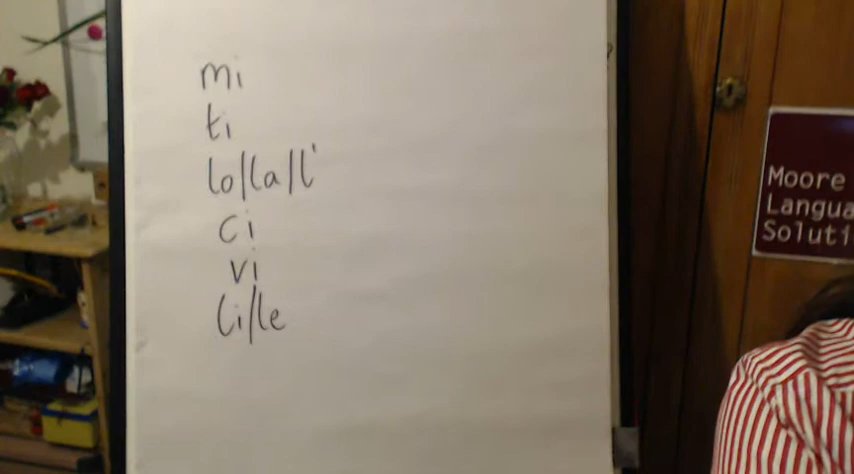 mi
ti
lo/la/l'
ci
vi
li/le
Moore
Langua
Soluti